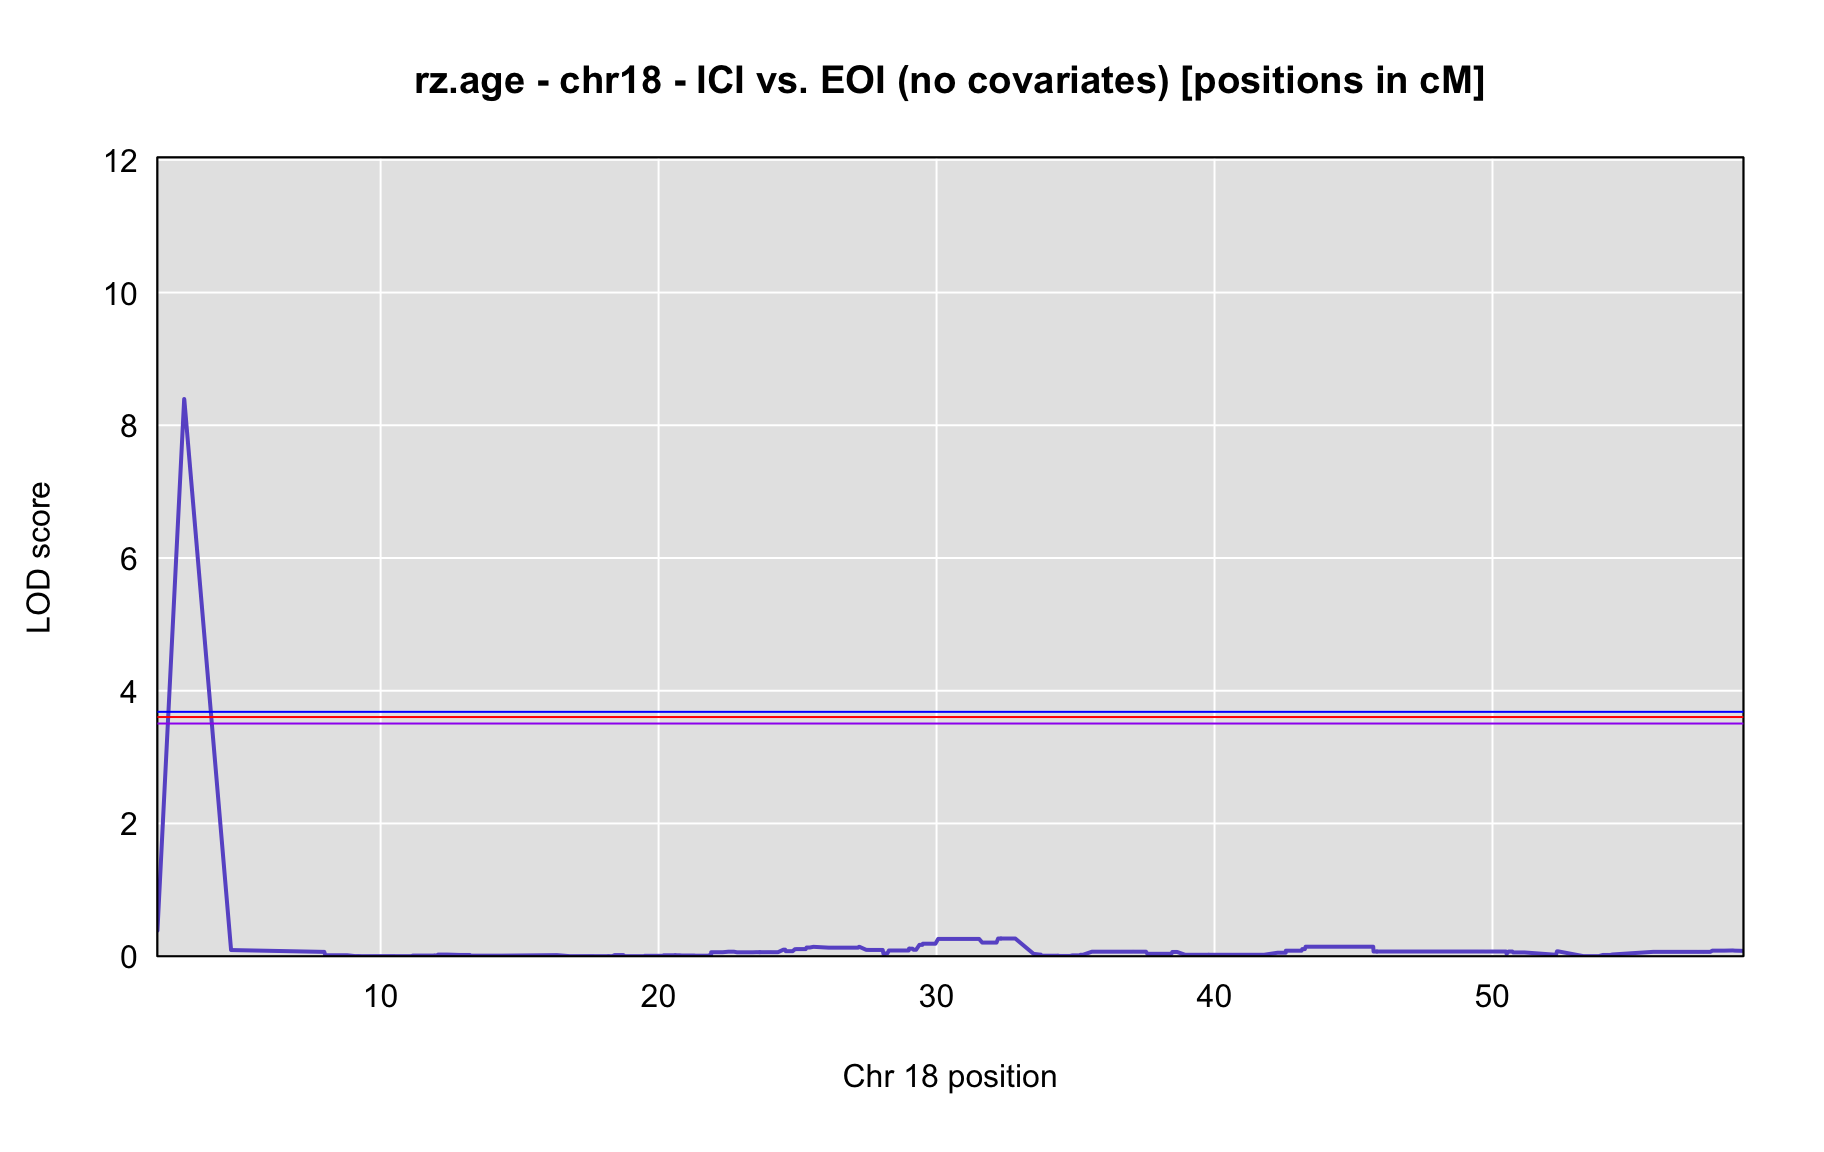 rz.age - chr18 - ICI vs. EOI (no covariates) [positions in cM]
12
10
8
6
4
2
0
LOD score
10 20 30 40 50
Chr 18 position